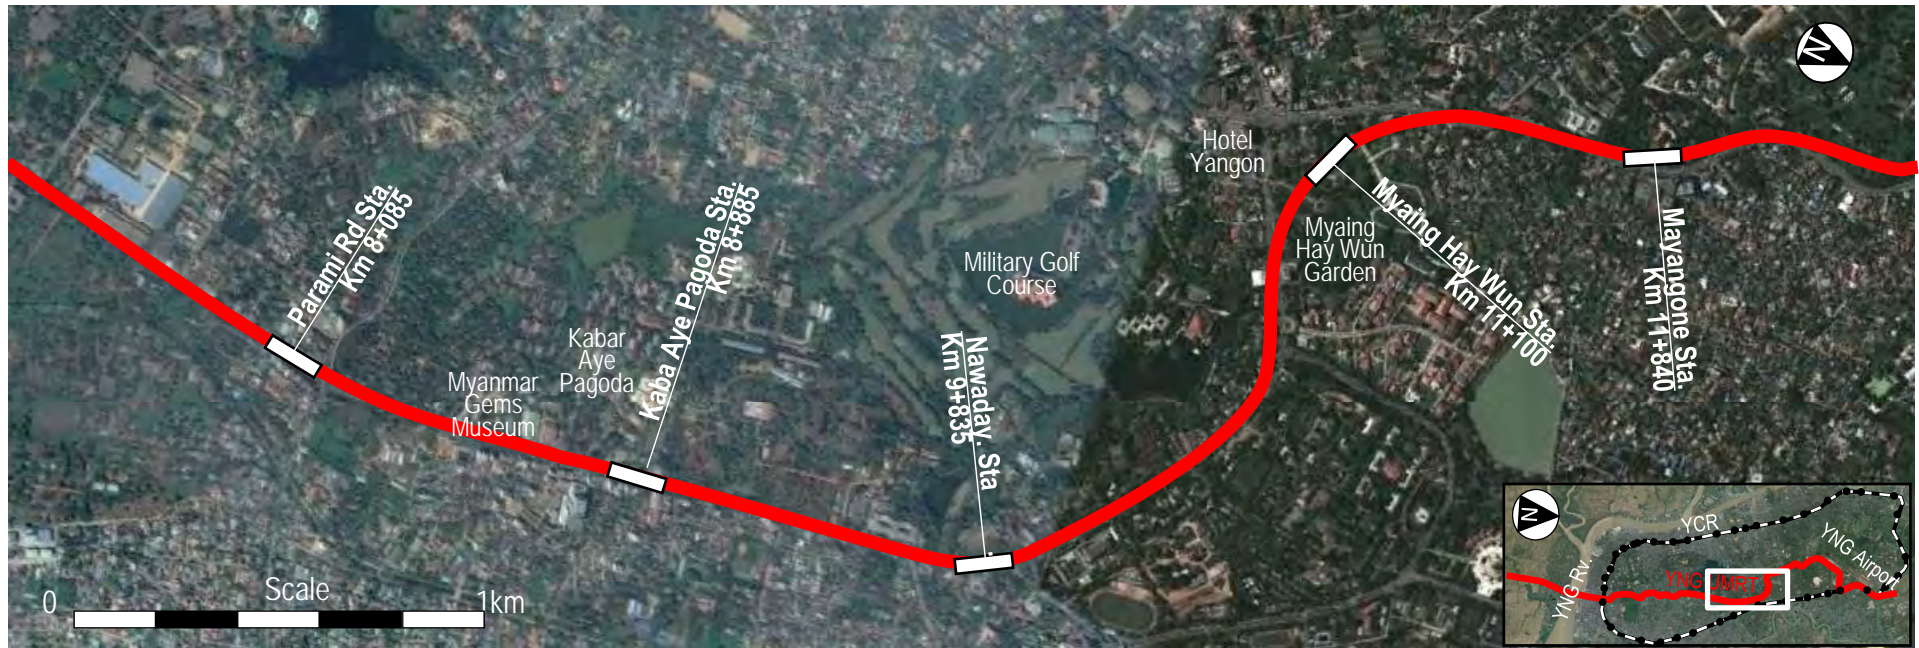 N
Hotel
Yangon
Parami Rd Sta.
Km 8+085
Kaba Aye Pagoda Sta.
Km 8+885
Myaing Hay Wun Sta.
Km 11+100
Mayangone Sta.
Km 11+840
Myaing
Hay Wun
Garden
Military Golf
Course
Kabar
Aye
Pagoda
Nawaday. Sta
Km 9+835
Myanmar
Gems
Museum
Scale
0
1km
N
YCR
YNG Airport
YNG Rv.
YNG UMRT